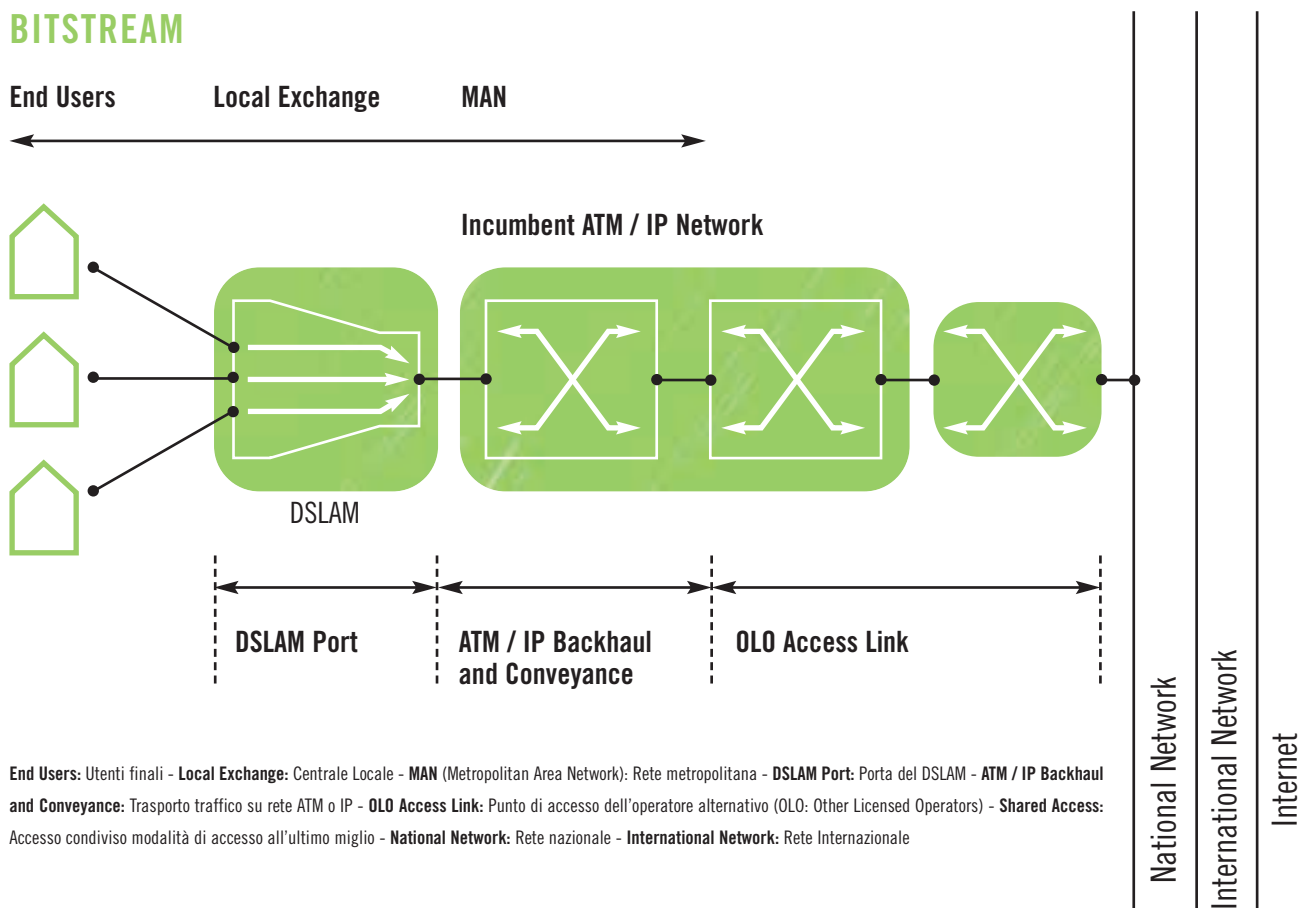 BITSTREAM
End Users Local Exchange MAN
Incumbent ATM / IP Network
DSLAM
DSLAM Port
ATM / IP Backhaul
and Conveyance
OLO Access Link
National Network
International Network
Internet
End Users: Utenti finali - Local Exchange: Centrale Locale - MAN (Metropolitan Area Network): Rete metropolitana - DSLAM Port: Porta del DSLAM - ATM / IP Backhaul
and Conveyance: Trasporto traffico su rete ATM o IP - OLO Access Link: Punto di accesso dell'operatore alternativo (OLO: Other Licensed Operators) - Shared Access:
Accesso condiviso modalità di accesso all'ultimo miglio - National Network: Rete nazionale - International Network: Rete Internazionale